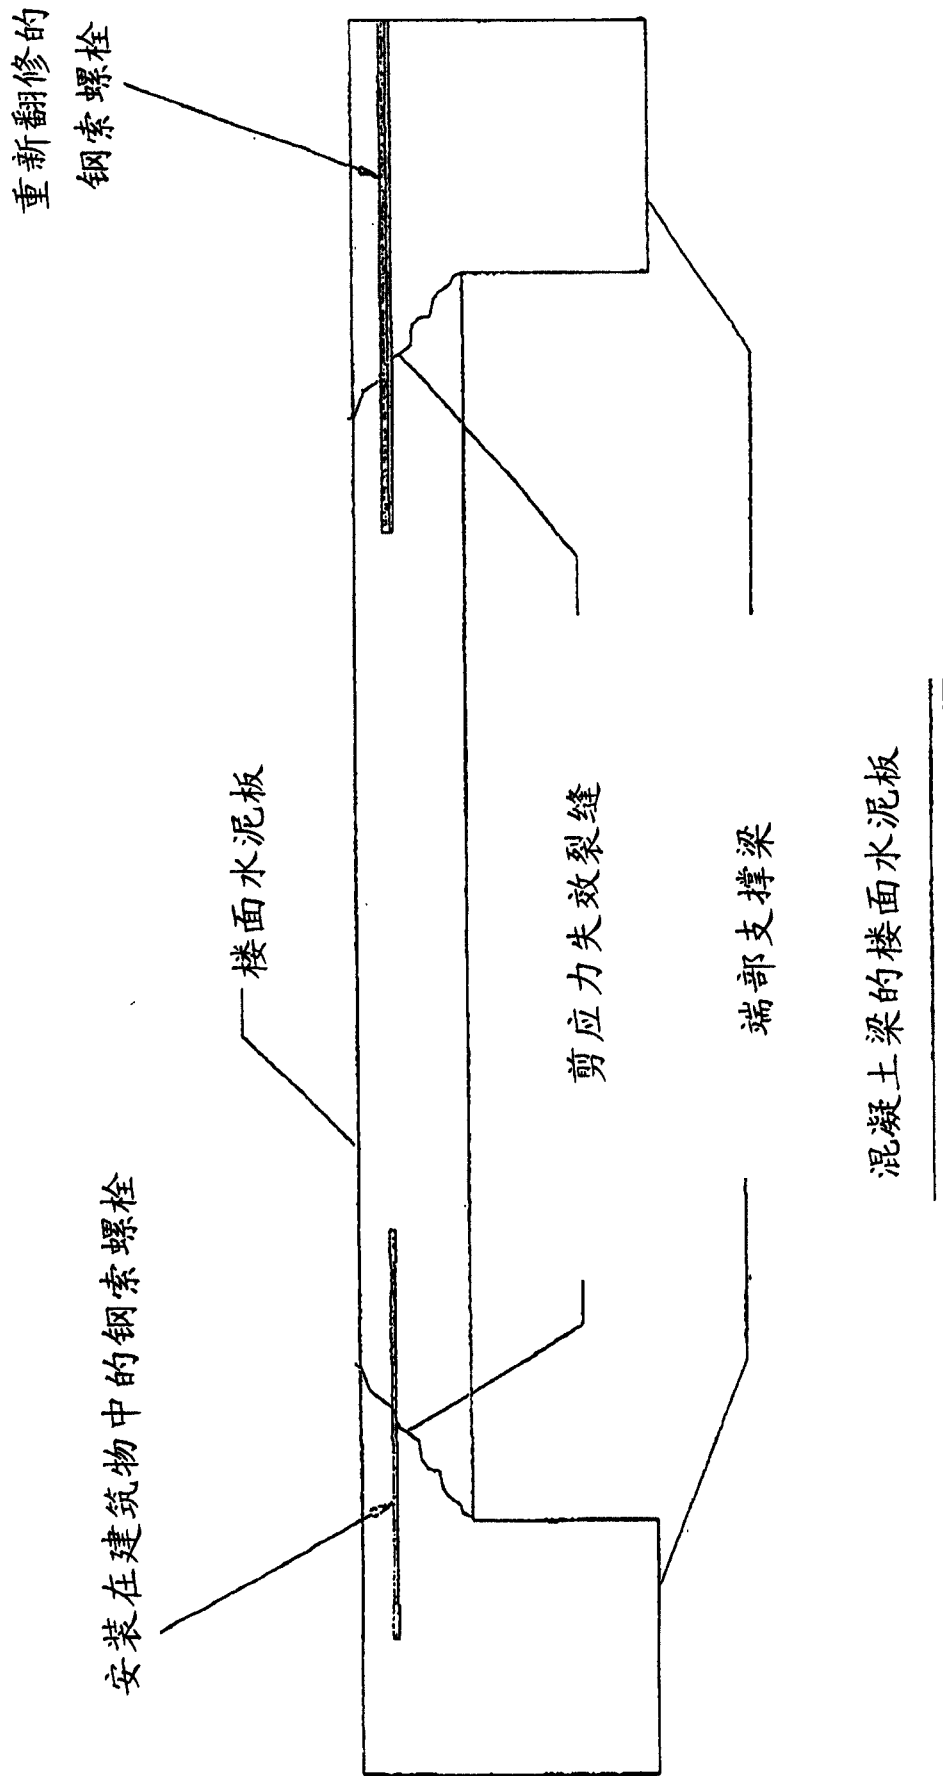 重新翻修的
钢索螺栓
楼面水泥板
安装在建筑物中的钢索螺栓
剪应力失效裂缝
端部支撑梁
混凝土梁的楼面水泥板